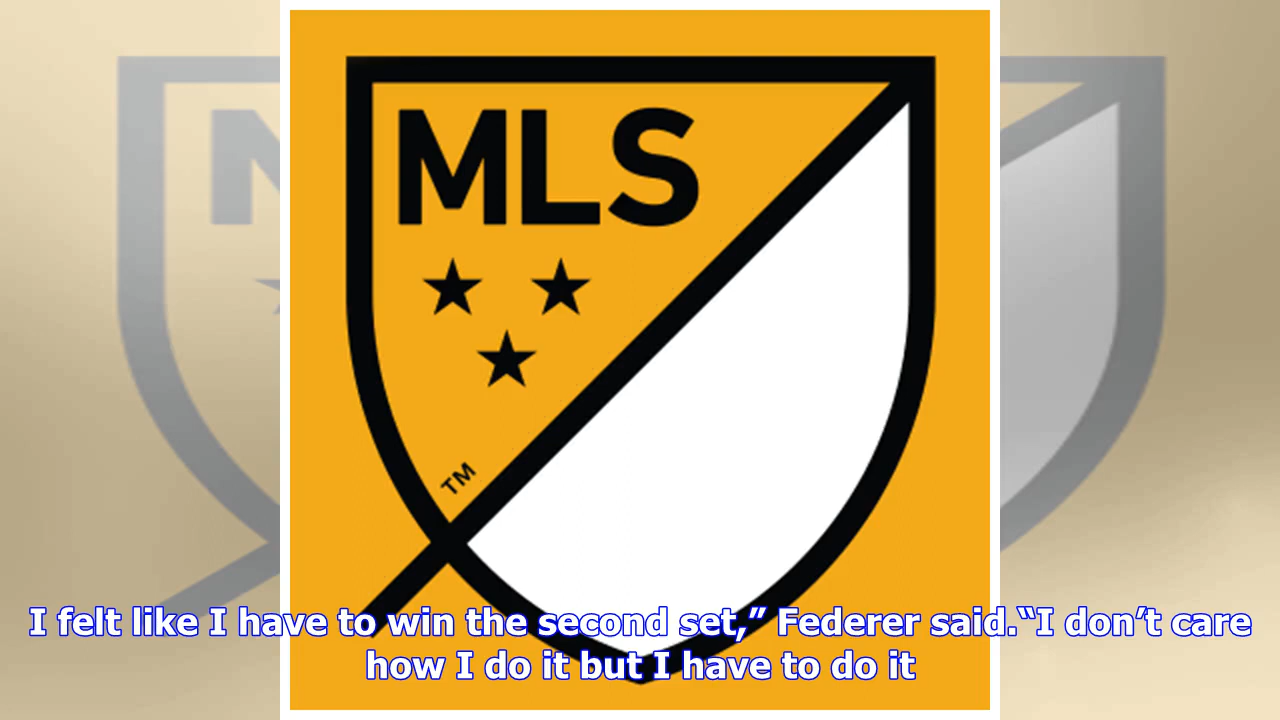 MLS
TM
I felt like I have to win the second set,” Federer said.“I don’t care
how I do it but I have to do it